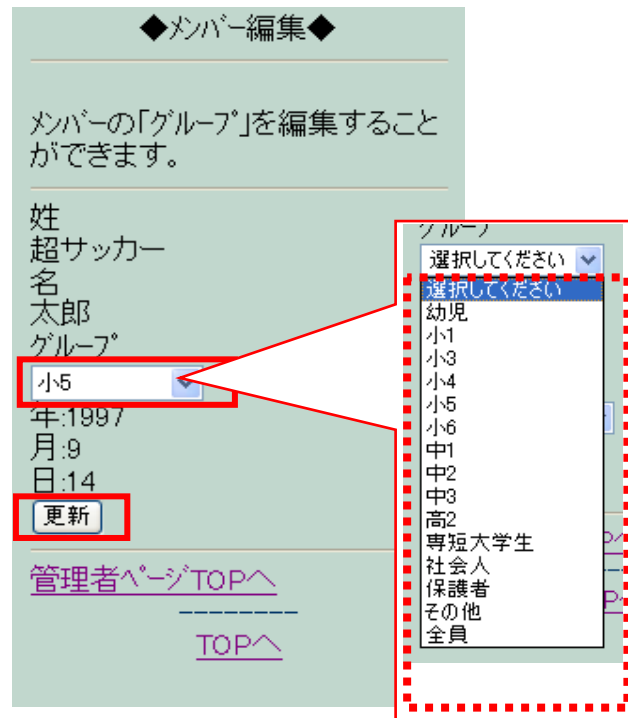 ◆ﾒﾝﾊﾞｰ編集◆
ﾒﾝﾊﾞｰの｢ｸﾞﾙｰﾌﾟ｣を編集すること
ができます。
姓
超サッカー
名
太郎
ｸﾞﾙｰﾌﾟ
小5
年:1997
月:9
日:14
更新
管理者ﾍﾟｰｼﾞTOPへ
--------
TOPへ
グループ
選択してください
選択してください
幼児
小1
小3
小4
小5
小6
中1
中2
中3
高2
専短大学生
社会人
保護者
その他
全員